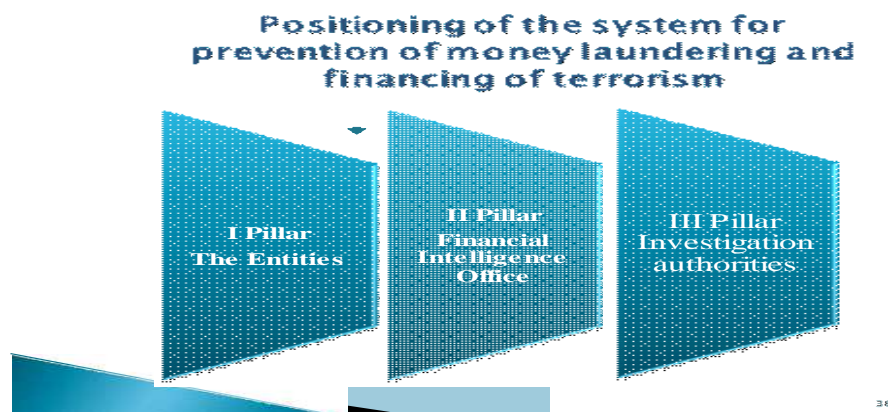 Positioning of the system for
prevention of money laundering and
financing of terrorism
I Pillar
The Entities
II Pillar
Financial
Intelligence
Office
III Pillar
Investigation
authorities
38